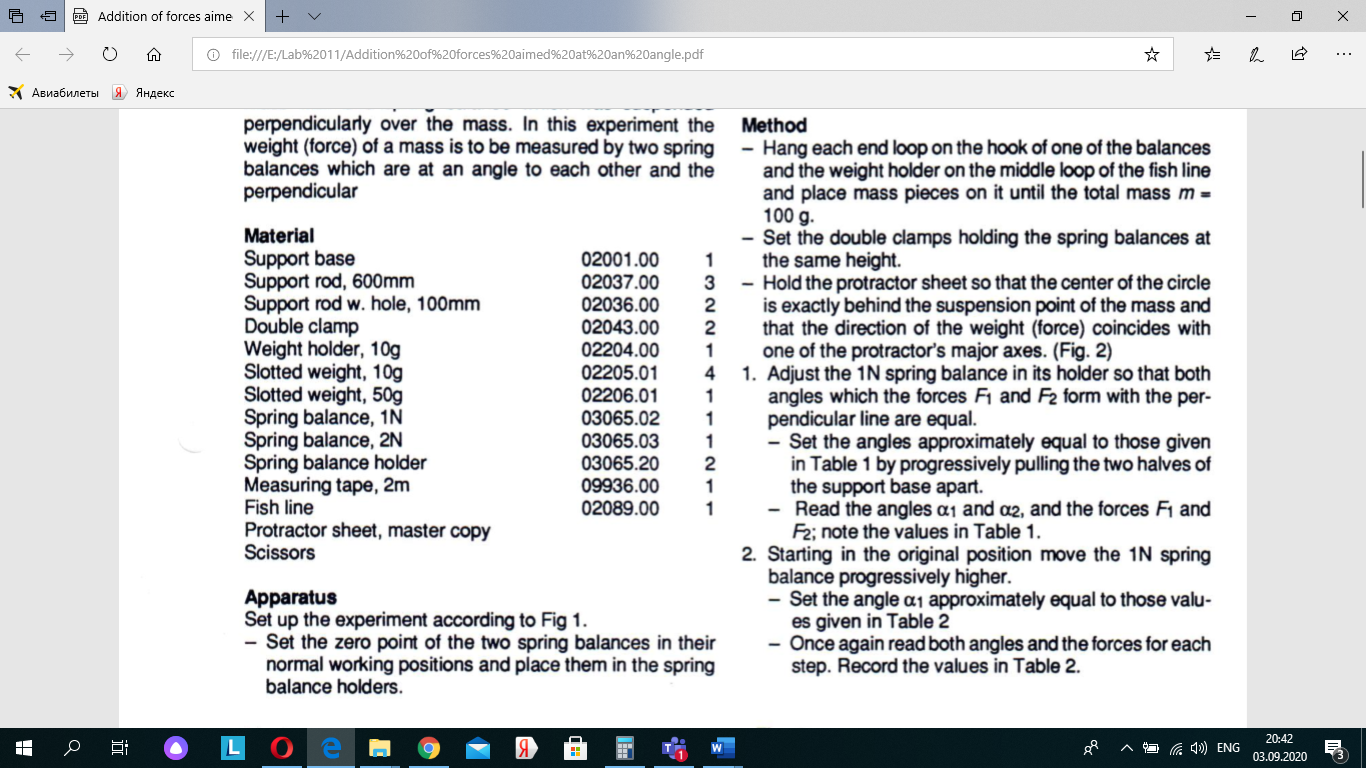 Addition of forces aime
file:///E:/Lab%2011/Addition%20of%20forces%20aimed%20at%20an%20angle.pdf
Авиабилеты
Яндекс
perpendicularly over the mass. In this experiment the
weight (force) of a mass is to be measured by two spring
balances which are at an angle to each other and the
perpendicular
Material
Support base 02001.00 1
Support rod, 600mm 02037.00 3
Support rod w. hole, 100mm 02036.00 2
Double clamp 02043.00 2
Weight holder, 10g 02204.00 1
Slotted weight, 10g 02205.01 4
Slotted weight, 50g 02206.01 1
Spring balance, 1N 03065.02 1
Spring balance, 2N 03065.03 1
Spring balance holder 03065.20 2
Measuring tape, 2m 09936.00 1
Fish line 02089.00 1
Protractor sheet, master copy
Scissors
Apparatus
Set up the experiment according to Fig 1.
– Set the zero point of the two spring balances in their
normal working positions and place them in the spring
balance holders.
Method
– Hang each end loop on the hook of one of the balances
and the weight holder on the middle loop of the fish line
and place mass pieces on it until the total mass m =
100 g.
– Set the double clamps holding the spring balances at
the same height.
– Hold the protractor sheet so that the center of the circle
is exactly behind the suspension point of the mass and
that the direction of the weight (force) coincides with
one of the protractor's major axes. (Fig. 2)
1. Adjust the 1N spring balance in its holder so that both
angles which the forces F1 and F2 form with the per-
pendicular line are equal.
– Set the angles approximately equal to those given
in Table 1 by progressively pulling the two halves of
the support base apart.
– Read the angles α1 and α2, and the forces F1 and
F2; note the values in Table 1.
2. Starting in the original position move the 1N spring
balance progressively higher.
– Set the angle α1 approximately equal to those valu-
es given in Table 2
– Once again read both angles and the forces for each
step. Record the values in Table 2.
ENG
20:42
03.09.2020